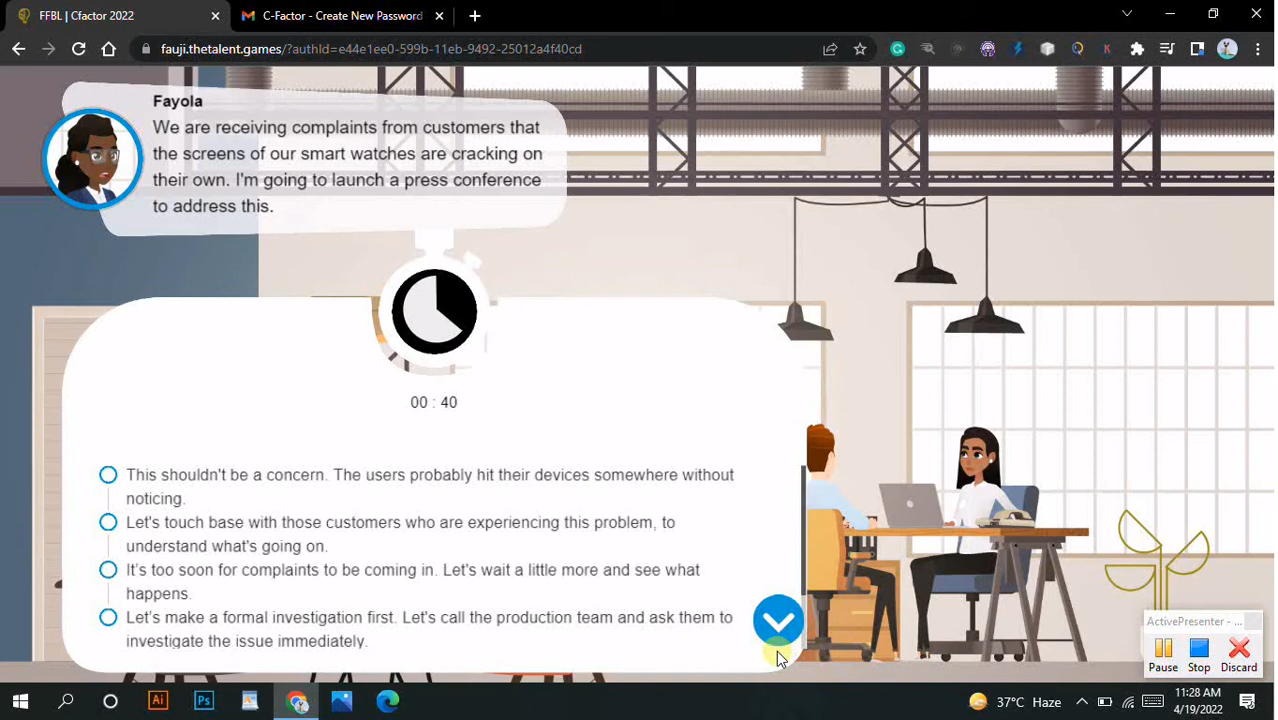 FFBL | Cfactor 2022
C-Factor - Create New Password
fauji.thetalent.games/?authId=e44e1ee0-599b-11eb-9492-25012a4f40cd
Fayola
We are receiving complaints from customers that
the screens of our smart watches are cracking on
their own. I'm going to launch a press conference
to address this.
00 : 40
This shouldn't be a concern. The users probably hit their devices somewhere without
noticing.
Let's touch base with those customers who are experiencing this problem, to
understand what's going on.
It's too soon for complaints to be coming in. Let's wait a little more and see what
happens.
Let's make a formal investigation first. Let's call the production team and ask them to
investigate the issue immediately.
ActivePresenter - ...
Pause Stop Discard
Ai Ps
37°C Haze
11:28 AM
4/19/2022